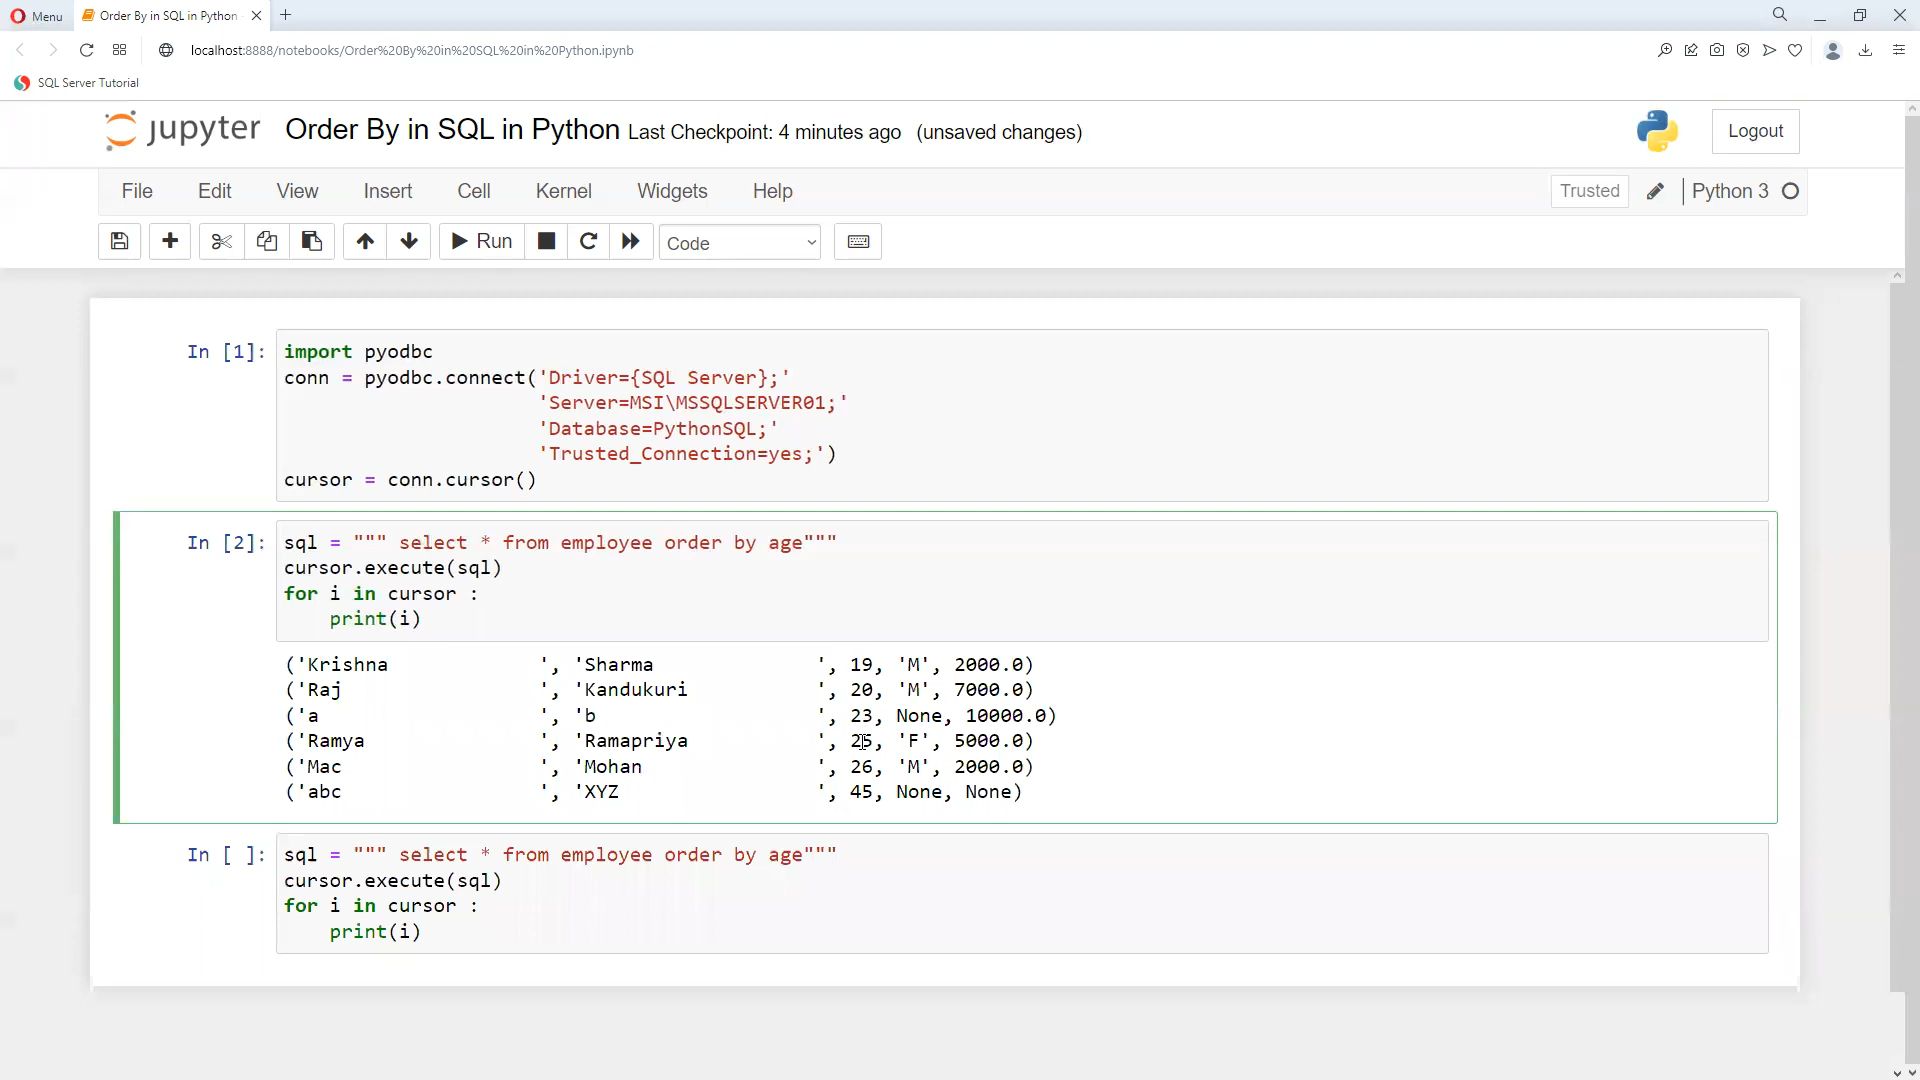 Menu
Order By in SQL in Python
localhost:8888/notebooks/Order%20By%20in%20SQL%20in%20Python.ipynb
SQL Server Tutorial
jupyter Order By in SQL in Python Last Checkpoint: 4 minutes ago (unsaved changes)
Logout
File Edit View Insert Cell Kernel Widgets Help
Trusted Python 3
Run Code
In [1]: import pyodbc
conn = pyodbc.connect('Driver={SQL Server};'
'Server=MSI\MSSQLSERVER01;'
'Database=PythonSQL;'
'Trusted_Connection=yes;')
cursor = conn.cursor()
In [2]: sql = """ select * from employee order by age"""
cursor.execute(sql)
for i in cursor :
    print(i)
('Krishna             ', 'Sharma              ', 19, 'M', 2000.0)
('Raj                 ', 'Kandukuri           ', 20, 'M', 7000.0)
('a                   ', 'b                   ', 23, None, 10000.0)
('Ramya               ', 'Ramapriya           ', 25, 'F', 5000.0)
('Mac                 ', 'Mohan               ', 26, 'M', 2000.0)
('abc                 ', 'XYZ                 ', 45, None, None)
In [ ]: sql = """ select * from employee order by age"""
cursor.execute(sql)
for i in cursor :
    print(i)